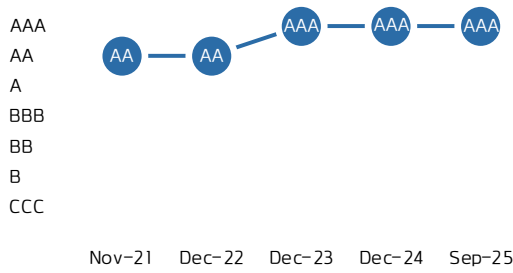 AAA AAA AAA AAA
AA AA AA
A
BBB
BB
B
CCC
Nov-21 Dec-22 Dec-23 Dec-24 Sep-25